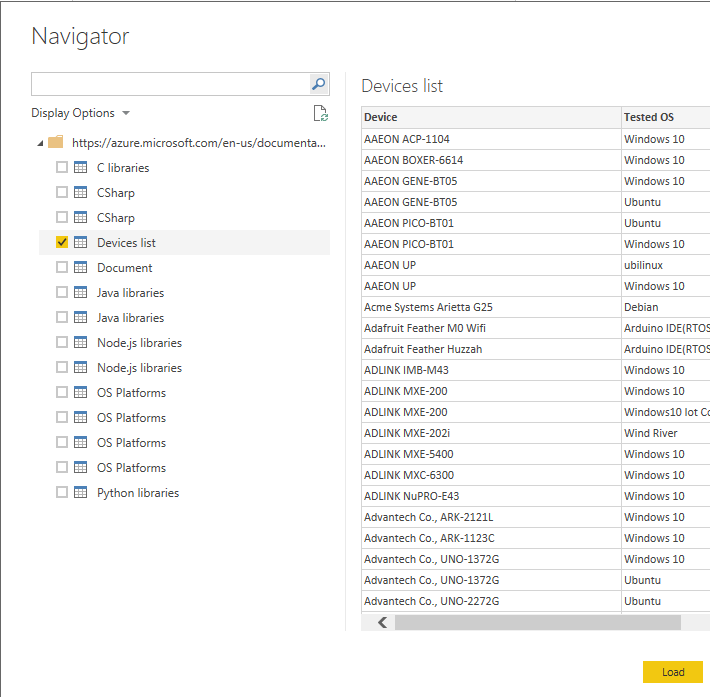 Navigator
Display Options
https://azure.microsoft.com/en-us/documenta...
C libraries
CSharp
CSharp
Devices list
Document
Java libraries
Java libraries
Node.js libraries
Node.js libraries
OS Platforms
OS Platforms
OS Platforms
OS Platforms
Python libraries
Devices list
Device Tested OS
AAEON ACP-1104 Windows 10
AAEON BOXER-6614 Windows 10
AAEON GENE-BT05 Windows 10
AAEON GENE-BT05 Ubuntu
AAEON PICO-BT01 Ubuntu
AAEON PICO-BT01 Windows 10
AAEON UP ubilinux
AAEON UP Windows 10
Acme Systems Arietta G25 Debian
Adafruit Feather M0 Wifi Arduino IDE(RTOS
Adafruit Feather Huzzah Arduino IDE(RTOS
ADLINK IMB-M43 Windows 10
ADLINK MXE-200 Windows 10
ADLINK MXE-200 Windows10 Iot Co
ADLINK MXE-202i Wind River
ADLINK MXE-5400 Windows 10
ADLINK MXC-6300 Windows 10
ADLINK NuPRO-E43 Windows 10
Advantech Co., ARK-2121L Windows 10
Advantech Co., ARK-1123C Windows 10
Advantech Co., UNO-1372G Windows 10
Advantech Co., UNO-1372G Ubuntu
Advantech Co., UNO-2272G Ubuntu
Load